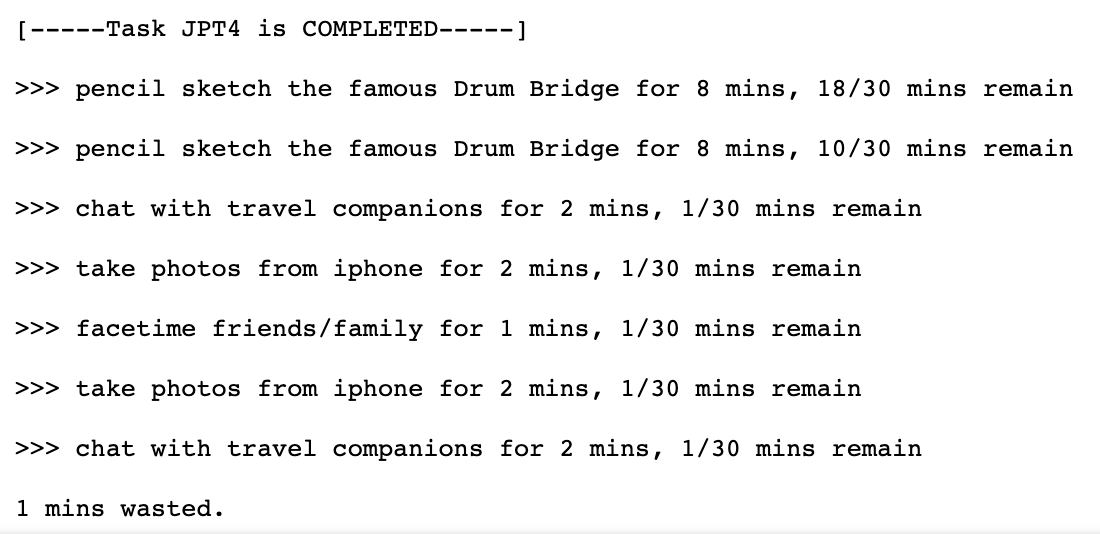 [-----Task JPT4 is COMPLETED-----]
>>> pencil sketch the famous Drum Bridge for 8 mins, 18/30 mins remain
>>> pencil sketch the famous Drum Bridge for 8 mins, 10/30 mins remain
>>> chat with travel companions for 2 mins, 1/30 mins remain
>>> take photos from iphone for 2 mins, 1/30 mins remain
>>> facetime friends/family for 1 mins, 1/30 mins remain
>>> take photos from iphone for 2 mins, 1/30 mins remain
>>> chat with travel companions for 2 mins, 1/30 mins remain
1 mins wasted.